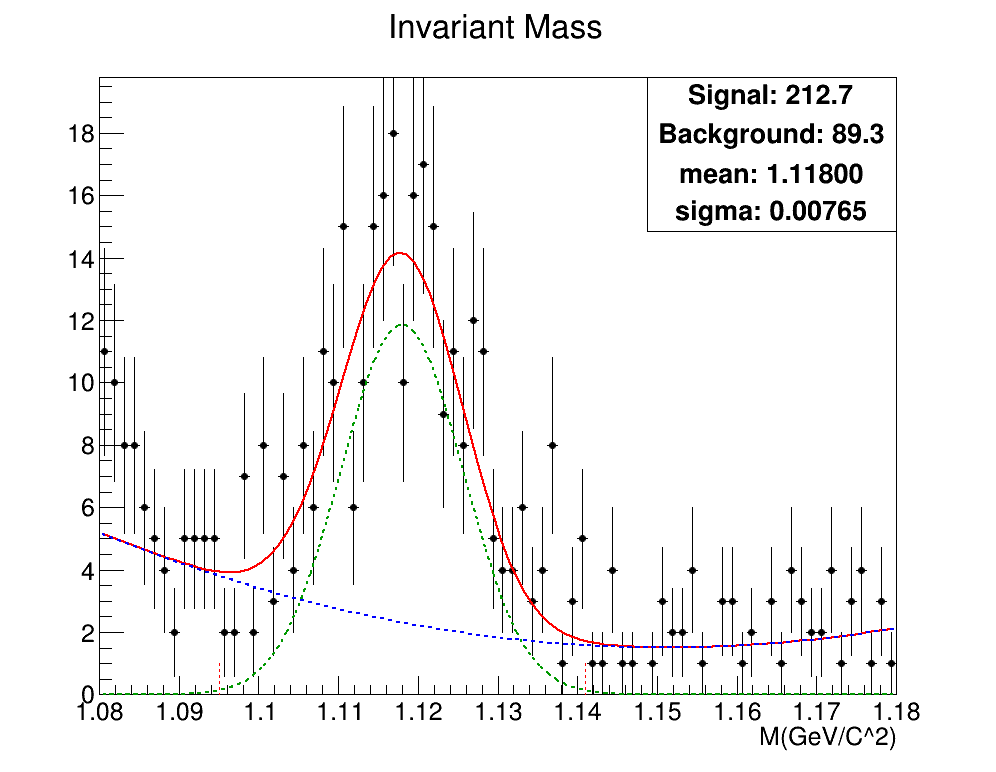 Invariant Mass
Signal: 212.7
Background: 89.3
mean: 1.11800
sigma: 0.00765
18
16
14
12
10
8
6
4
2
0
1.08 1.09 1.1 1.11 1.12 1.13 1.14 1.15 1.16 1.17 1.18
M(GeV/C^2)